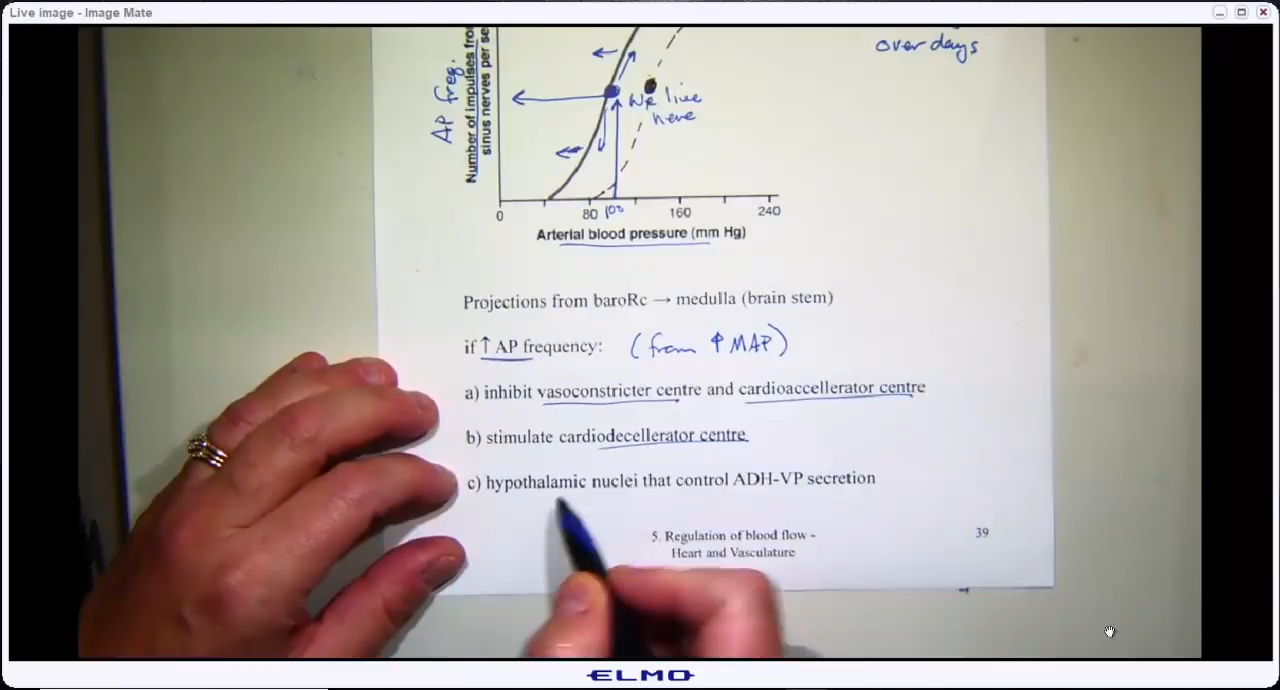 Live image - Image Mate
over days
AP freq.
Number of impulses fro
sinus nerves per se
We live
here
0
80
100
160
240
Arterial blood pressure (mm Hg)
Projections from baroRc → medulla (brain stem)
if ↑ AP frequency: (from ↑ MAP)
a) inhibit vasoconstricter centre and cardioaccellerator centre
b) stimulate cardiodecellerator centre
c) hypothalamic nuclei that control ADH-VP secretion
5. Regulation of blood flow -
Heart and Vasculature
39
ELMO